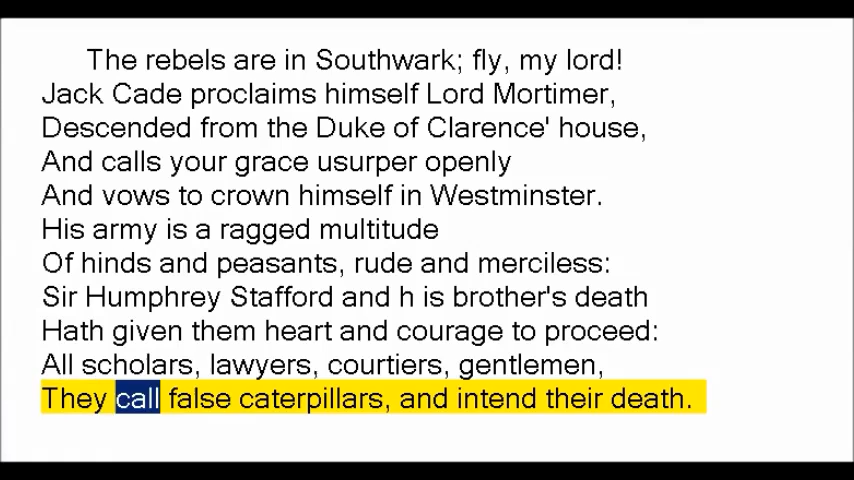 The rebels are in Southwark; fly, my lord!
Jack Cade proclaims himself Lord Mortimer,
Descended from the Duke of Clarence' house,
And calls your grace usurper openly
And vows to crown himself in Westminster.
His army is a ragged multitude
Of hinds and peasants, rude and merciless:
Sir Humphrey Stafford and h is brother's death
Hath given them heart and courage to proceed:
All scholars, lawyers, courtiers, gentlemen,
They call false caterpillars, and intend their death.